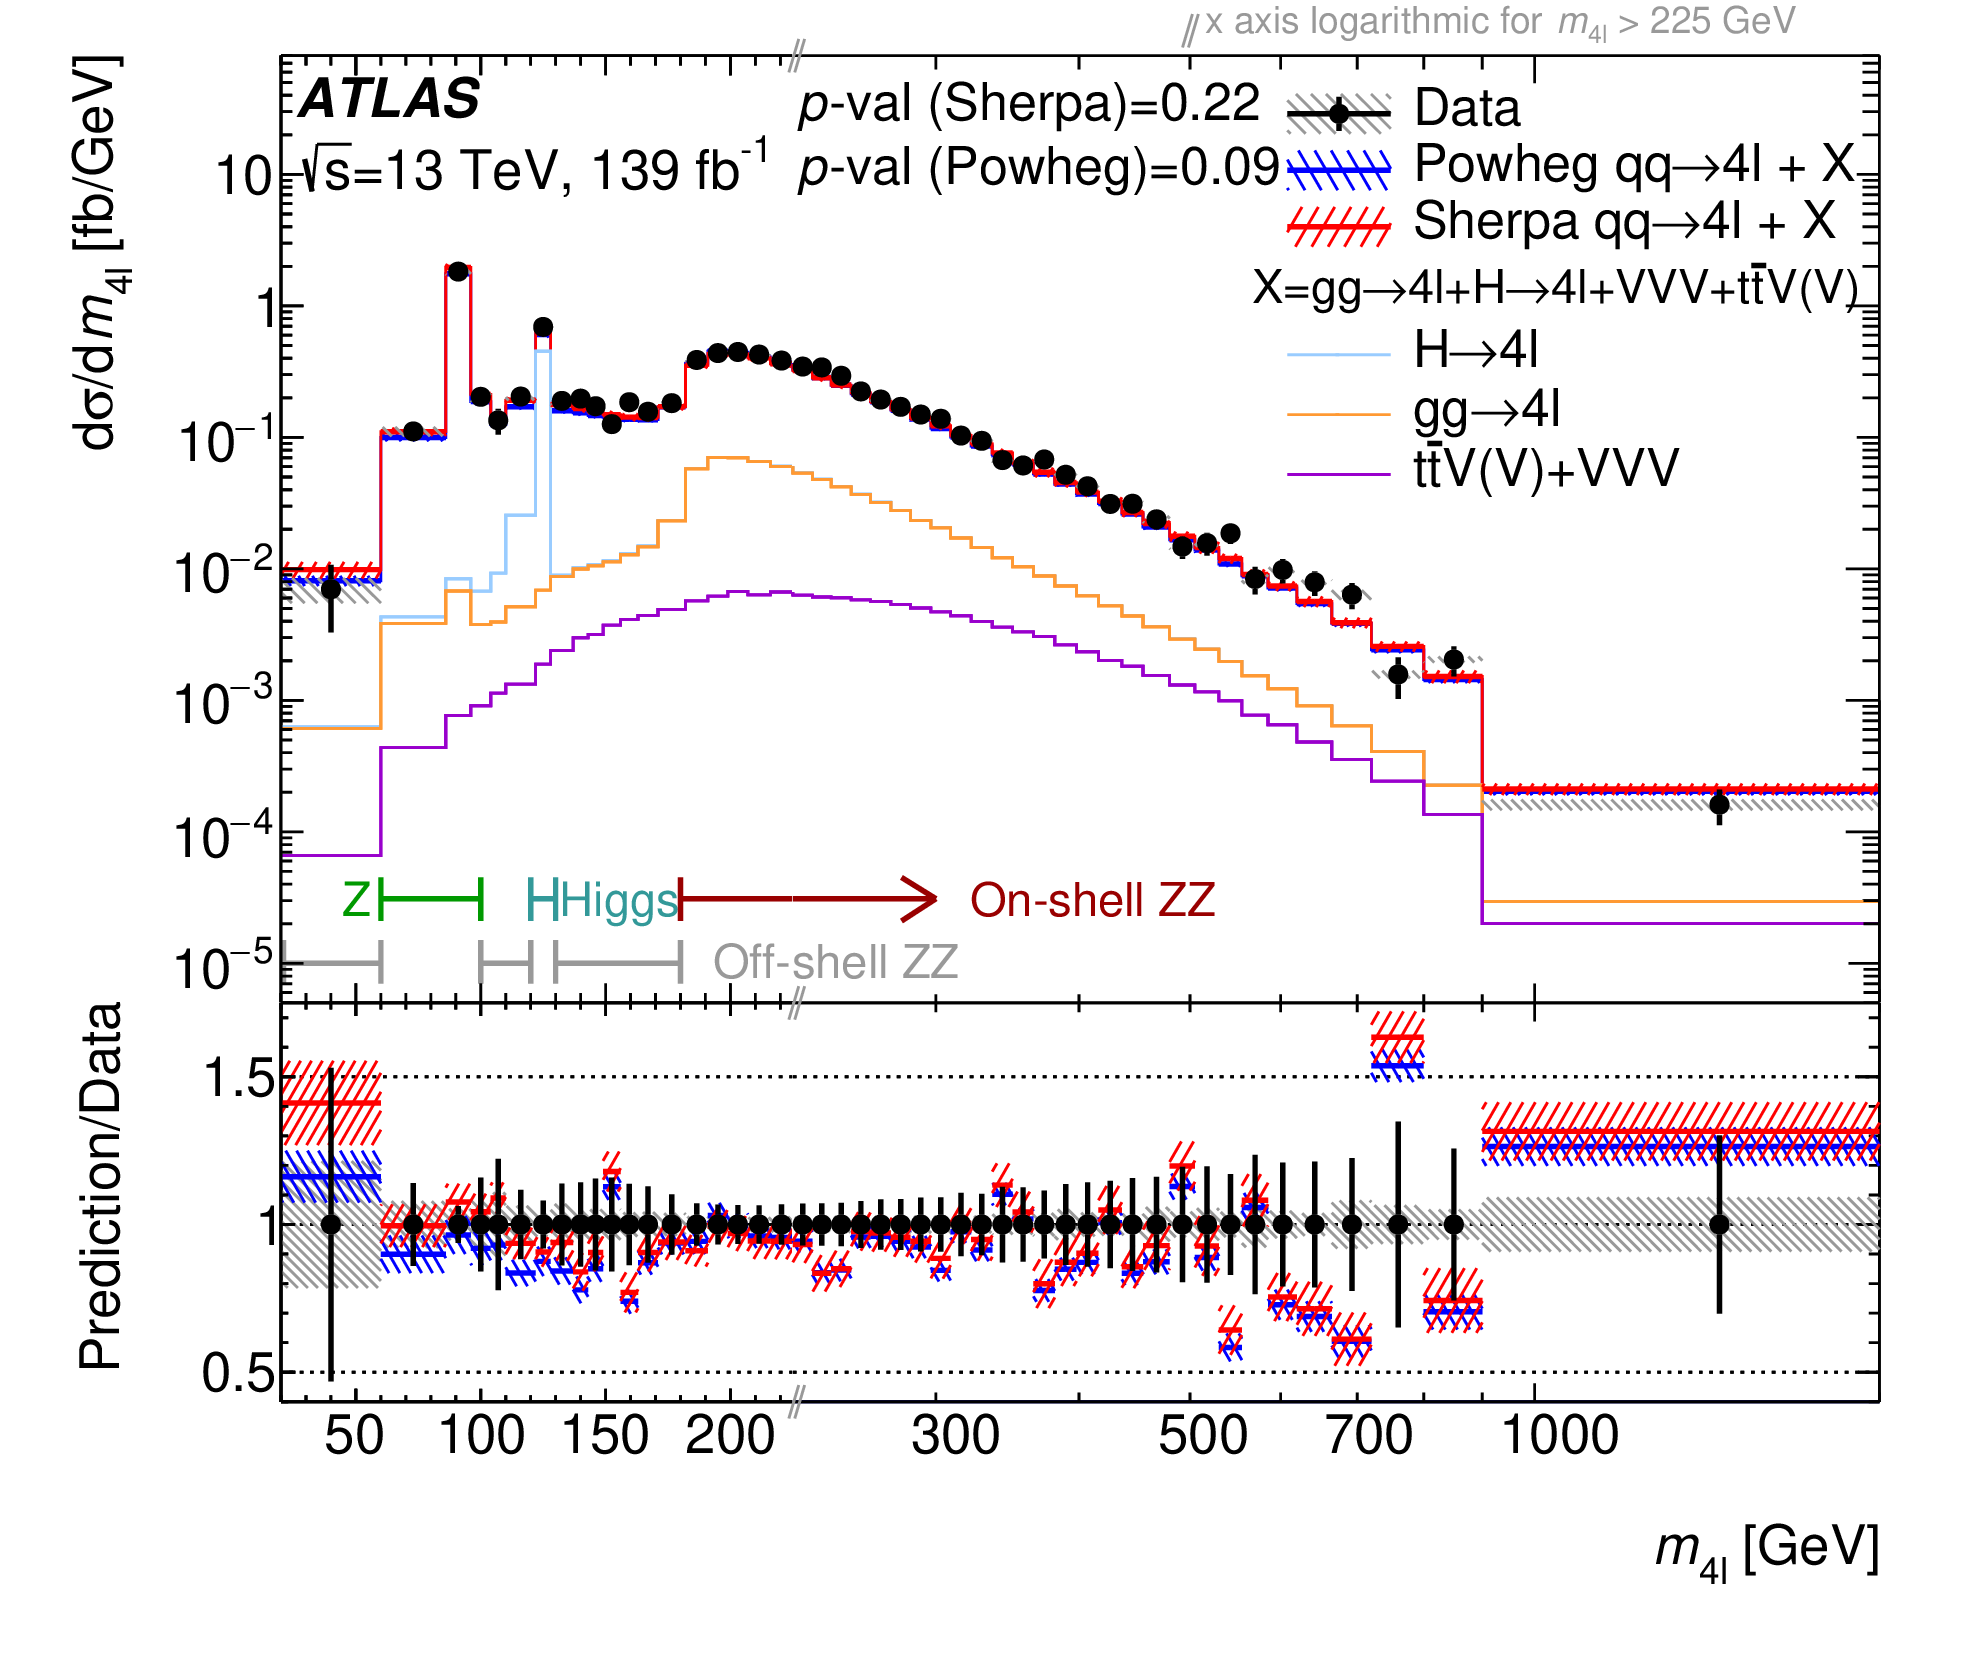 // x axis logarithmic for m4l > 225 GeV
ATLAS
√s=13 TeV, 139 fb⁻¹
p-val (Sherpa)=0.22
p-val (Powheg)=0.09
Data
Powheg qq→4l + X
Sherpa qq→4l + X
X=gg→4l+H→4l+VVV+tt̄V(V)
H→4l
gg→4l
tt̄V(V)+VVV
dσ/dm4l [fb/GeV]
10
1
10⁻¹
10⁻²
10⁻³
10⁻⁴
10⁻⁵
Z
Higgs
On-shell ZZ
Off-shell ZZ
Prediction/Data
1.5
1
0.5
50 100 150 200 300 500 700 1000
m4l [GeV]